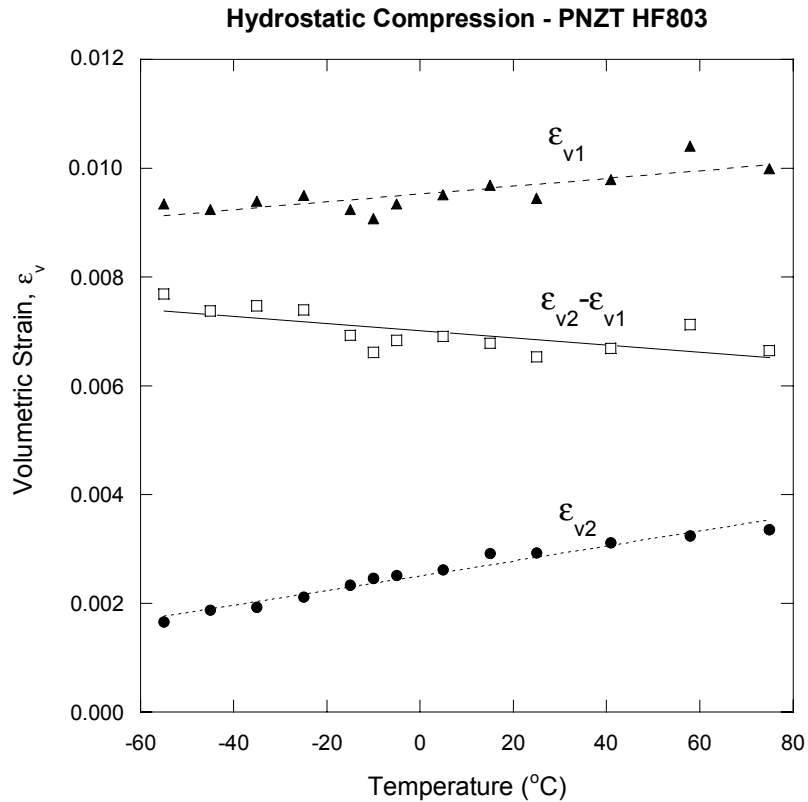 Hydrostatic Compression - PNZT HF803
0.012
0.010
0.008
0.006
0.004
0.002
0.000
Volumetric Strain, εv
εv1
εv2-εv1
εv2
-60 -40 -20 0 20 40 60 80
Temperature (oC)